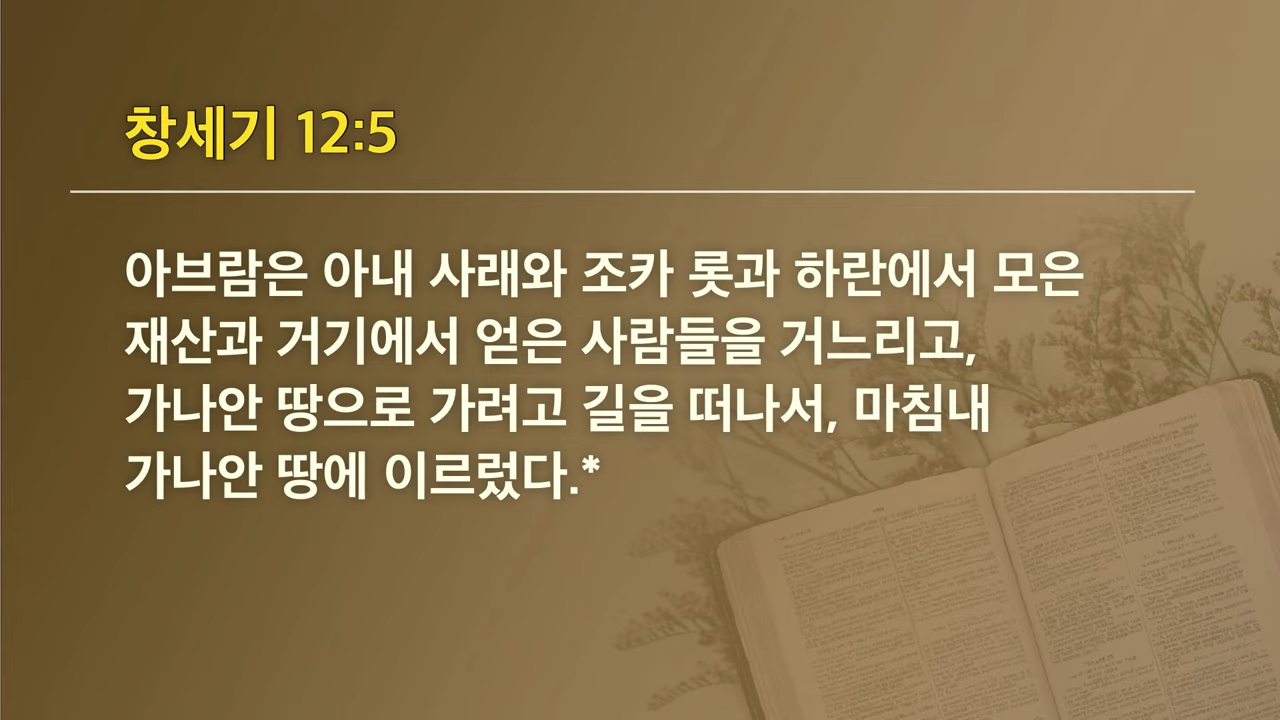 창세기 12:5
아브람은 아내 사래와 조카 롯과 하란에서 모은
재산과 거기에서 얻은 사람들을 거느리고,
가나안 땅으로 가려고 길을 떠나서, 마침내
가나안 땅에 이르렀다.*